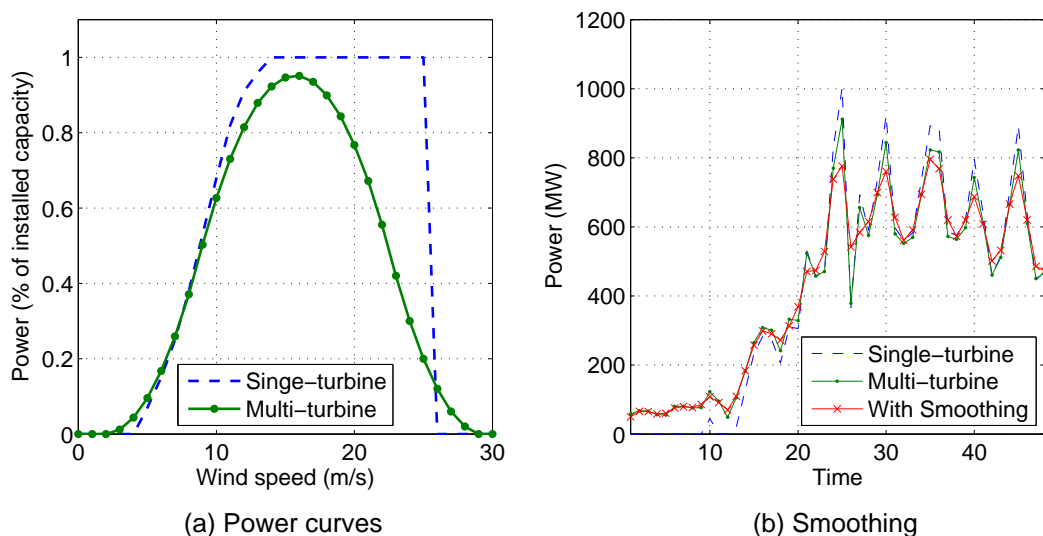 1
0.8
0.6
0.4
0.2
0
0 10 20 30
Power (% of installed capacity)
Wind speed (m/s)
Singe−turbine
Multi−turbine
(a) Power curves
1200
1000
800
600
400
200
0
10 20 30 40
Power (MW)
Time
Single−turbine
Multi−turbine
With Smoothing
(b) Smoothing